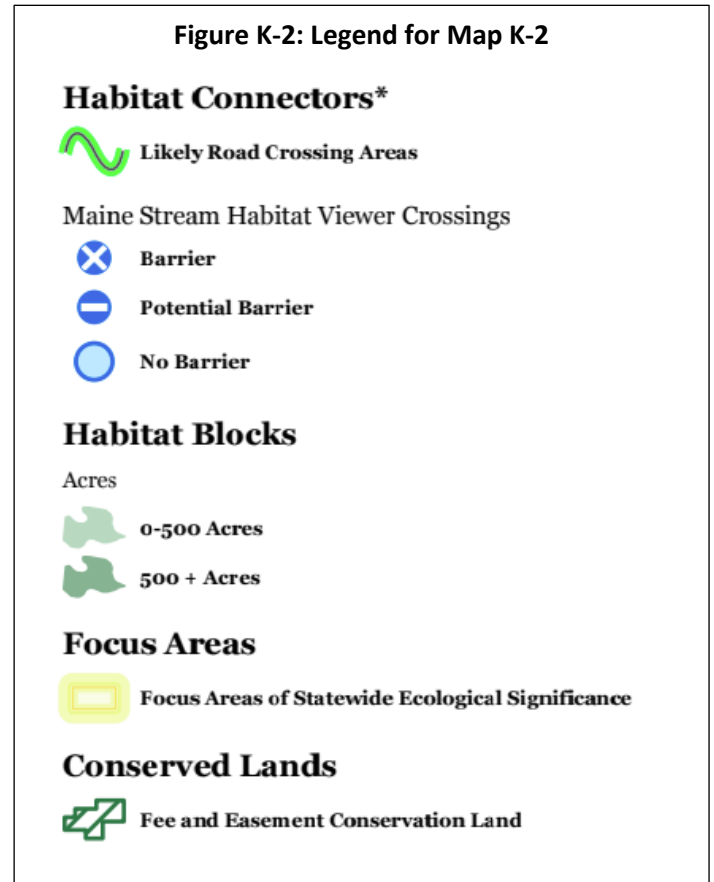 Figure K-2: Legend for Map K-2
Habitat Connectors*
Likely Road Crossing Areas
Maine Stream Habitat Viewer Crossings
Barrier
Potential Barrier
No Barrier
Habitat Blocks
Acres
0-500 Acres
500 + Acres
Focus Areas
Focus Areas of Statewide Ecological Significance
Conserved Lands
Fee and Easement Conservation Land